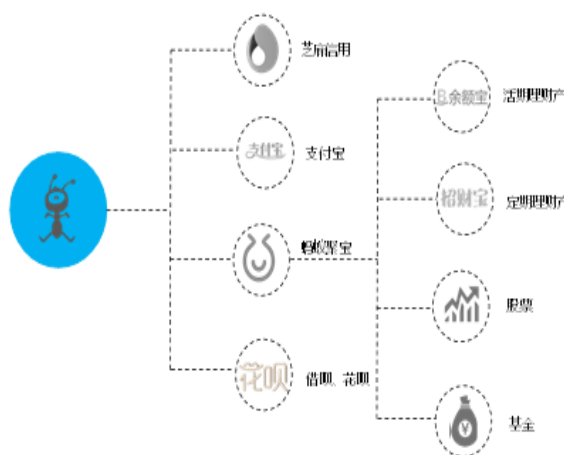 芝麻信用
支付宝
支付宝
蚂蚁聚宝
花呗
借呗、花呗
余额宝
活期理财产
招财宝
定期理财产
股票
¥
基金